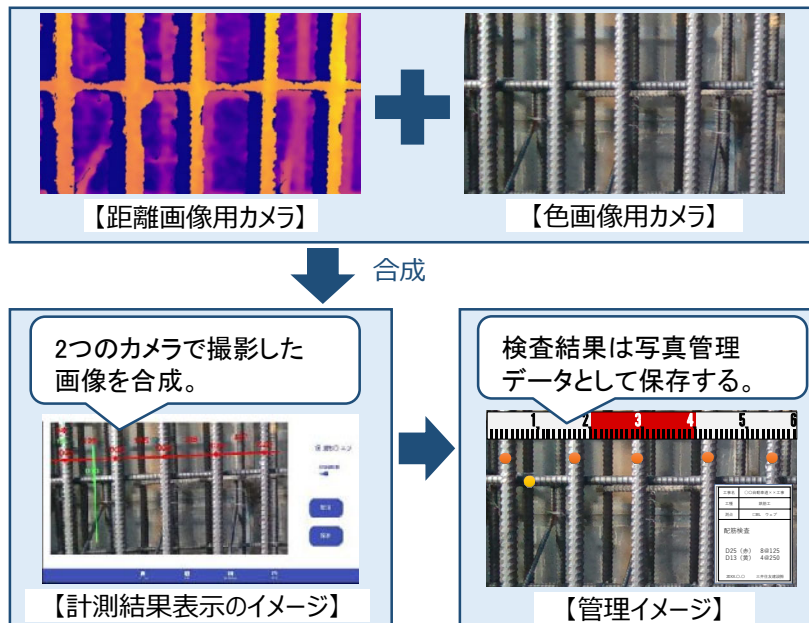 【距離画像用カメラ】
【色画像用カメラ】
合成
2つのカメラで撮影した
画像を合成。
検査結果は写真管理
データとして保存する。
1 2 3 4 5 6
配筋検査
D25（赤） 8@125
D13（黄） 4@250
【計測結果表示のイメージ】
【管理イメージ】